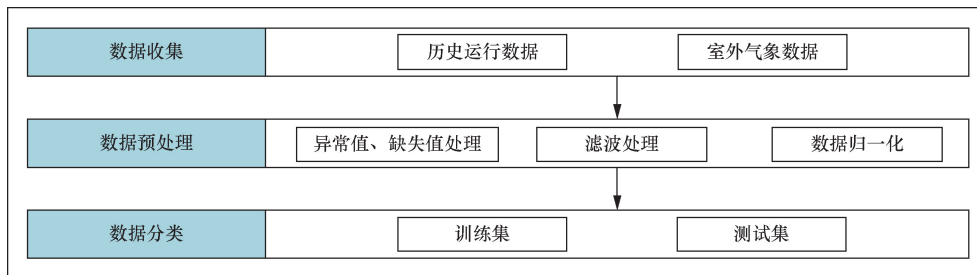 数据收集
历史运行数据
室外气象数据
数据预处理
异常值、缺失值处理
滤波处理
数据归一化
数据分类
训练集
测试集